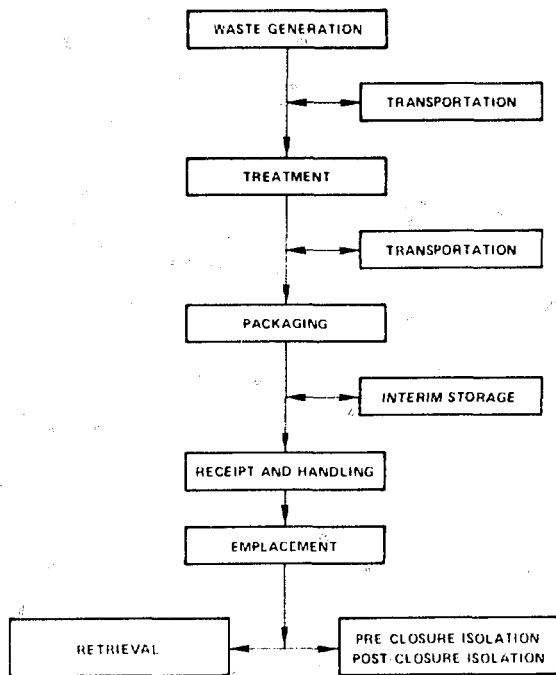 WASTE GENERATION
TRANSPORTATION
TREATMENT
TRANSPORTATION
PACKAGING
INTERIM STORAGE
RECEIPT AND HANDLING
EMPLACEMENT
RETRIEVAL
PRE CLOSURE ISOLATION
POST-CLOSURE ISOLATION